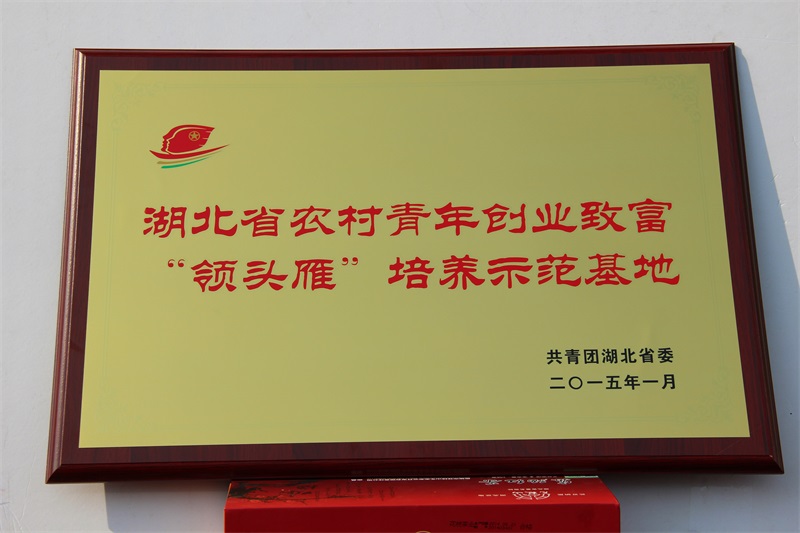 湖北省农村青年创业致富
“领头雁”培养示范基地
共青团湖北省委
二〇一五年一月